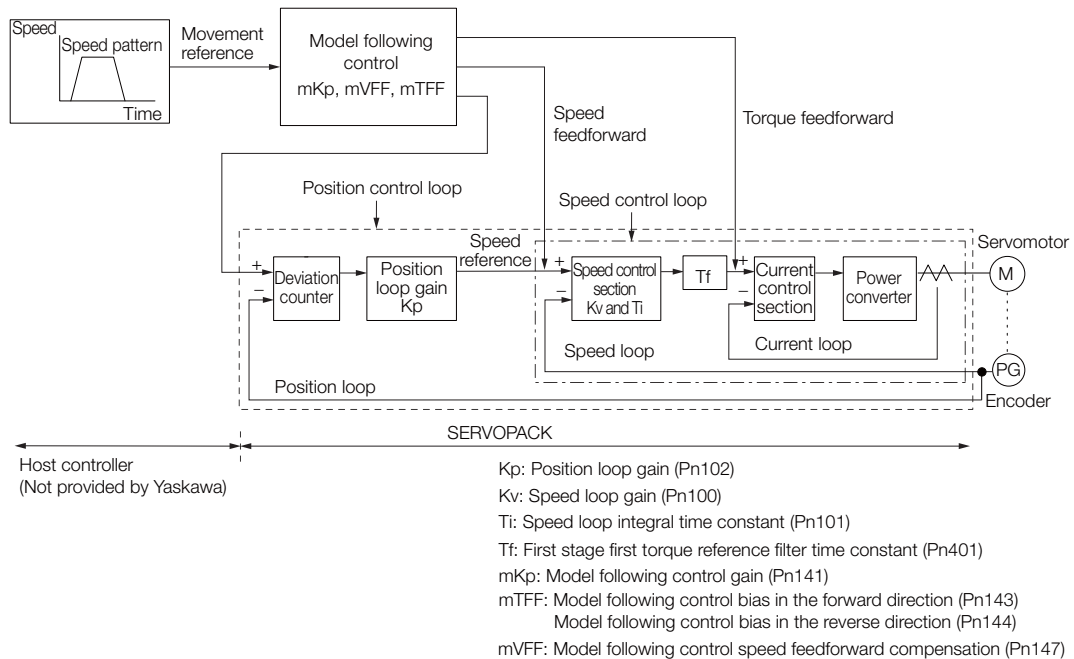 Speed
Speed pattern
Time
Movement
reference
Model following
control
mKp, mVFF, mTFF
Speed
feedforward
Torque feedforward
Position control loop
Speed control loop
Speed
reference
Servomotor
+
−
Deviation
counter
Position
loop gain
Kp
+
−
Speed control
section
Kv and Ti
Tf
+
−
Current
control
section
Power
converter
M
Speed loop
Current loop
PG
Position loop
Encoder
SERVOPACK
Host controller
(Not provided by Yaskawa)
Kp: Position loop gain (Pn102)
Kv: Speed loop gain (Pn100)
Ti: Speed loop integral time constant (Pn101)
Tf: First stage first torque reference filter time constant (Pn401)
mKp: Model following control gain (Pn141)
mTFF: Model following control bias in the forward direction (Pn143)
Model following control bias in the reverse direction (Pn144)
mVFF: Model following control speed feedforward compensation (Pn147)